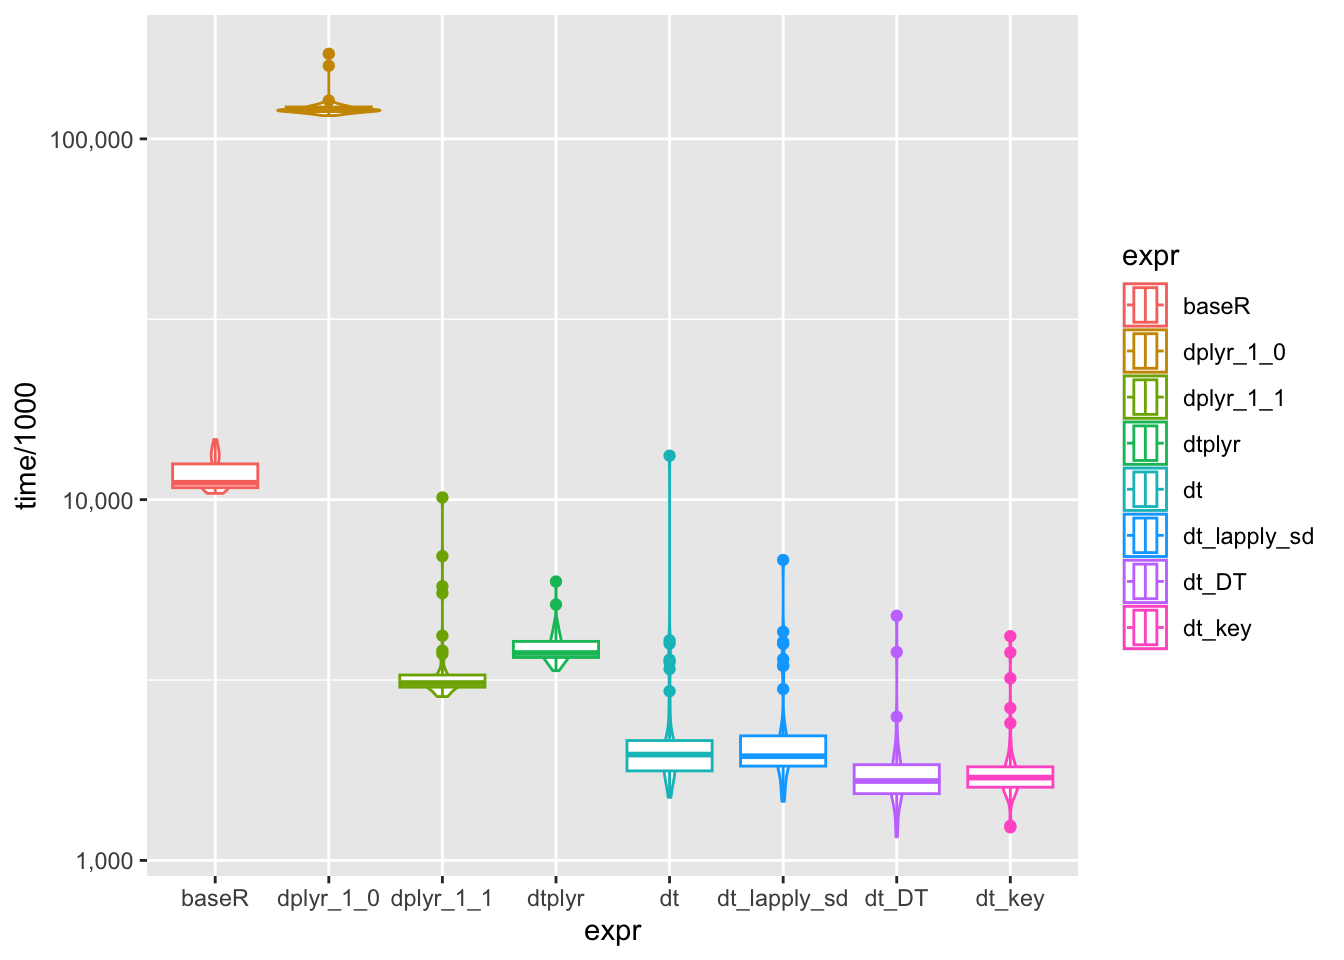 100,000
10,000
1,000
time/1000
baseR dplyr_1_0 dplyr_1_1 dtplyr dt dt_lapply_sd dt_DT dt_key
expr
expr
baseR
dplyr_1_0
dplyr_1_1
dtplyr
dt
dt_lapply_sd
dt_DT
dt_key